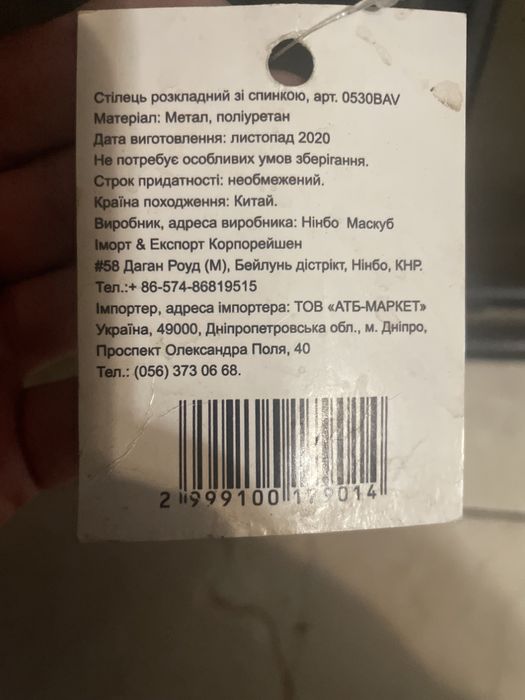 Стілець розкладний зі спинкою, арт. 0530BAV
Матеріал: Метал, поліуретан
Дата виготовлення: листопад 2020
Не потребує особливих умов зберігання.
Строк придатності: необмежений.
Країна походження: Китай.
Виробник, адреса виробника: Нінбо Маскуб
Іморт & Експорт Корпорейшен
#58 Даган Роуд (М), Бейлунь дістрікт, Нінбо, КНР.
Тел.:+ 86-574-86819515
Імпортер, адреса імпортера: ТОВ «АТБ-МАРКЕТ»
Україна, 49000, Дніпропетровська обл., м. Дніпро,
Проспект Олександра Поля, 40
Тел.: (056) 373 06 68.
2 999100 179014